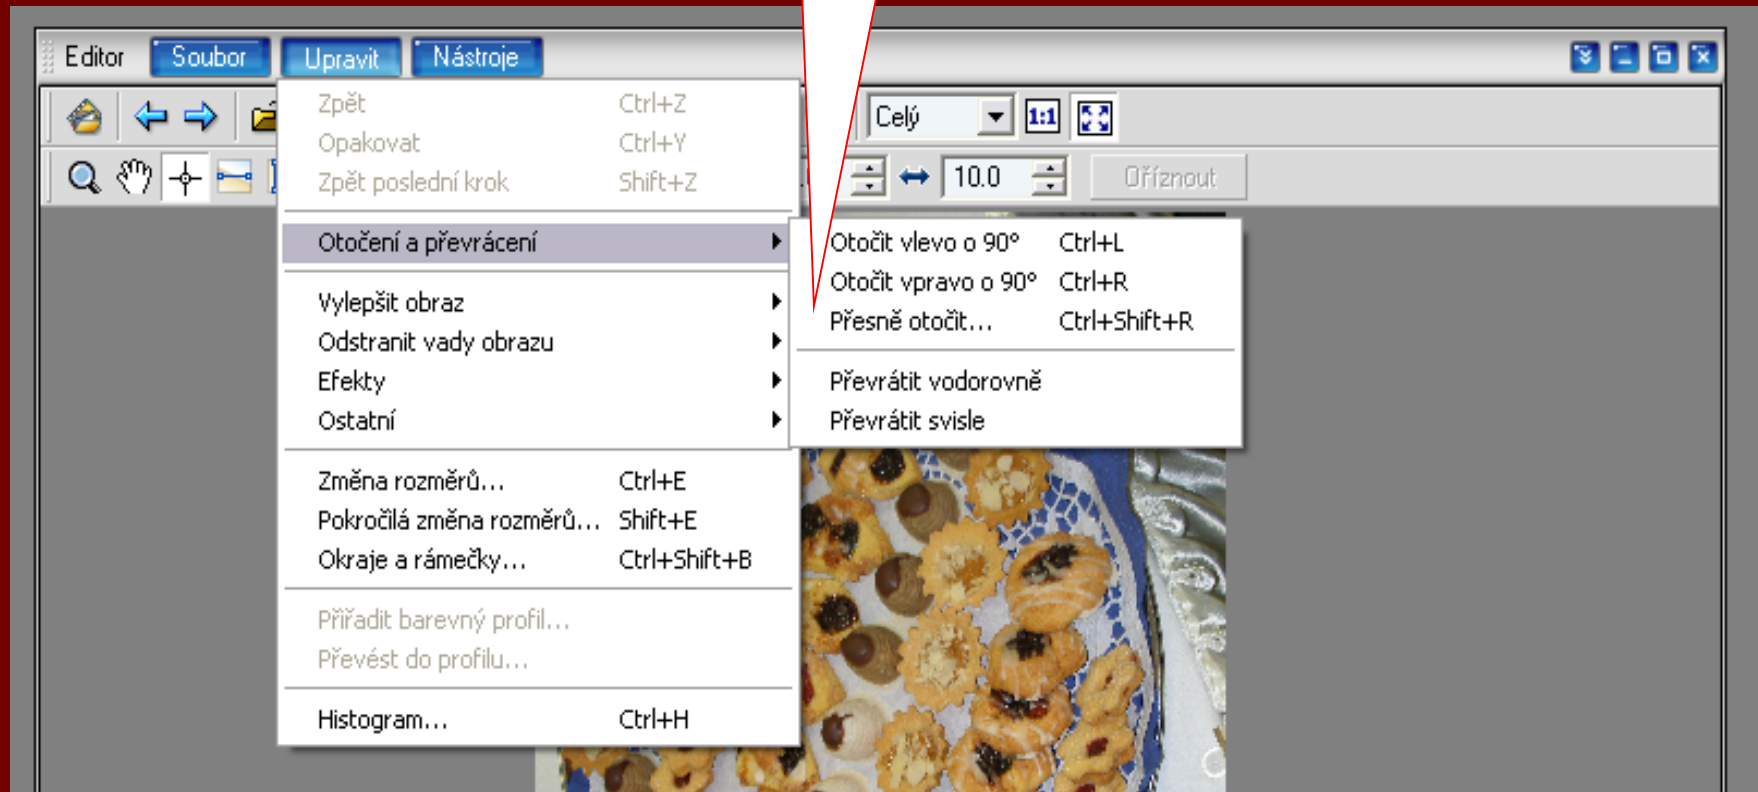 Editor Soubor Upravit Nástroje
Celý 1:1
10.0 Oříznout
Zpět Ctrl+Z
Opakovat Ctrl+Y
Zpět poslední krok Shift+Z
Otočení a převrácení
Vylepšit obraz
Odstranit vady obrazu
Efekty
Ostatní
Změna rozměrů... Ctrl+E
Pokročilá změna rozměrů... Shift+E
Okraje a rámečky... Ctrl+Shift+B
Přiřadit barevný profil...
Převést do profilu...
Histogram... Ctrl+H
Otočit vlevo o 90° Ctrl+L
Otočit vpravo o 90° Ctrl+R
Přesně otočit... Ctrl+Shift+R
Převrátit vodorovně
Převrátit svisle